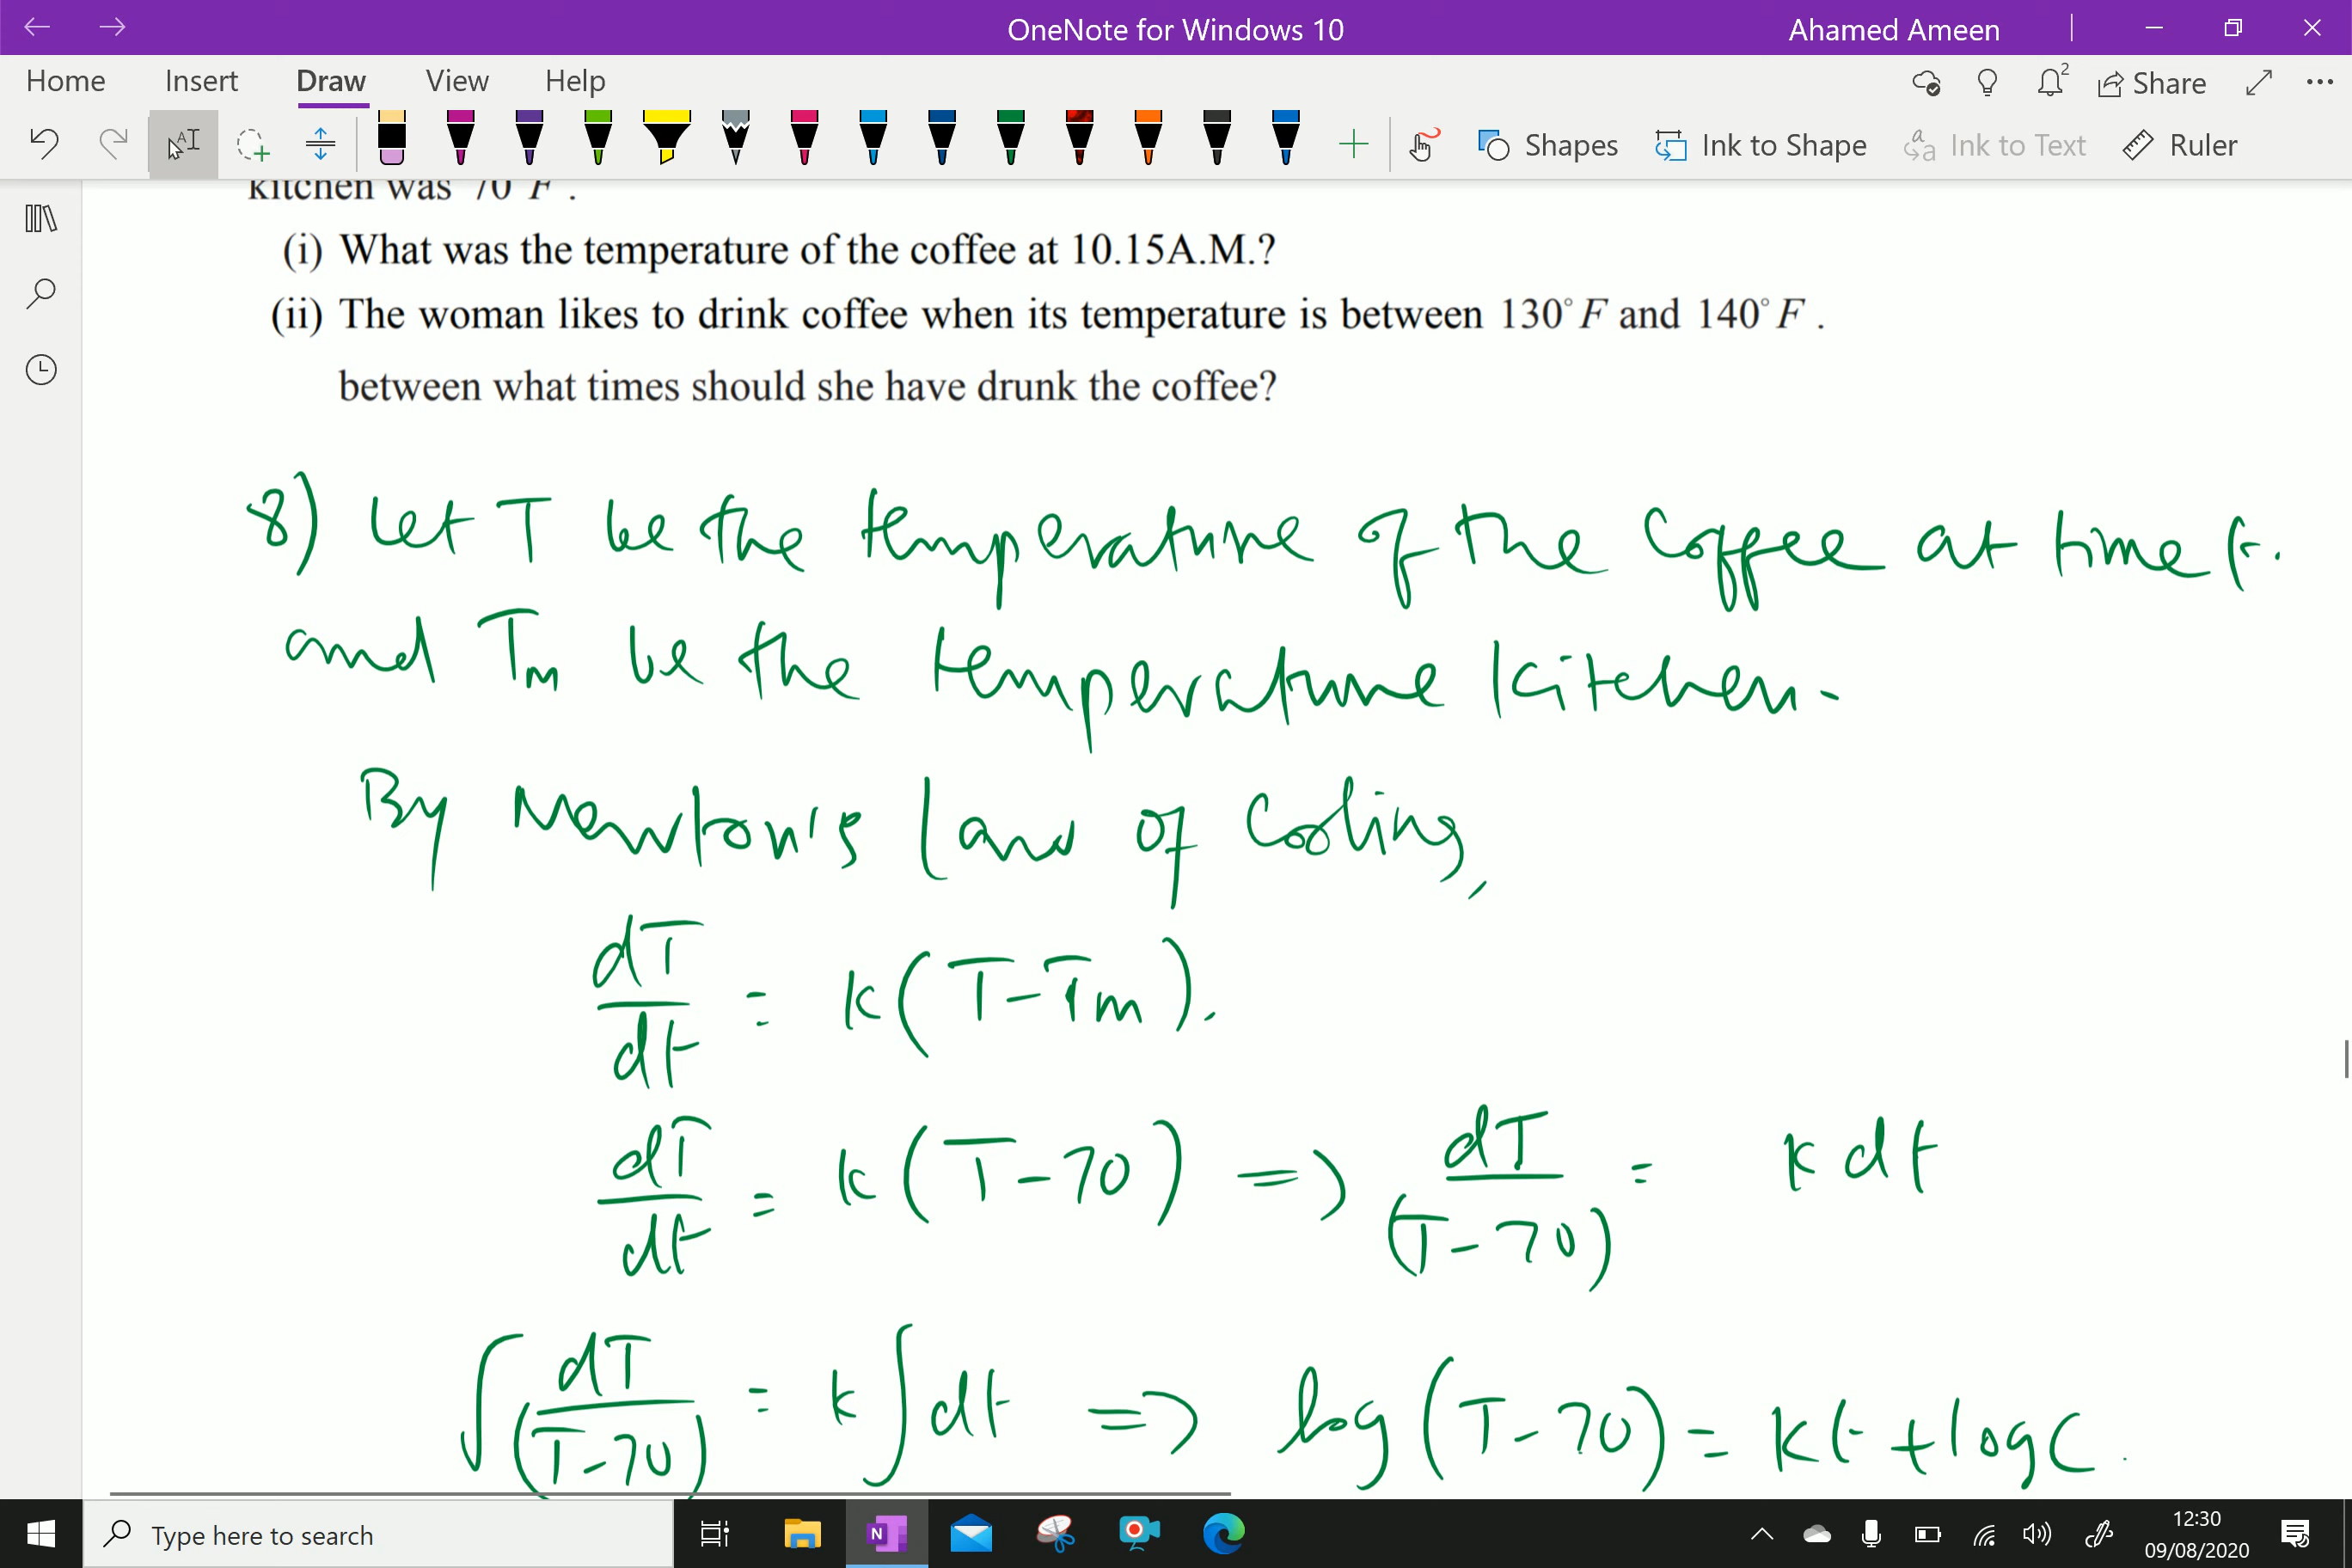 OneNote for Windows 10
Ahamed Ameen
Home Insert Draw View Help
2 Share
Shapes Ink to Shape Ink to Text Ruler
kitchen was 70°F .
(i) What was the temperature of the coffee at 10.15A.M.?
(ii) The woman likes to drink coffee when its temperature is between 130°F and 140°F .
between what times should she have drunk the coffee?
8) Let T be the temperature of the Coffee at time t.
and Tm be the temperature kitchen.
By Newton's Law of Cooling,
dT/dt = k(T-Tm).
dT/dt = k(T-70) => dT/(T-70) = k dt
∫ dT/(T-70) = k∫dt => log(T-70) = kt + log C.
Type here to search
N
12:30
09/08/2020